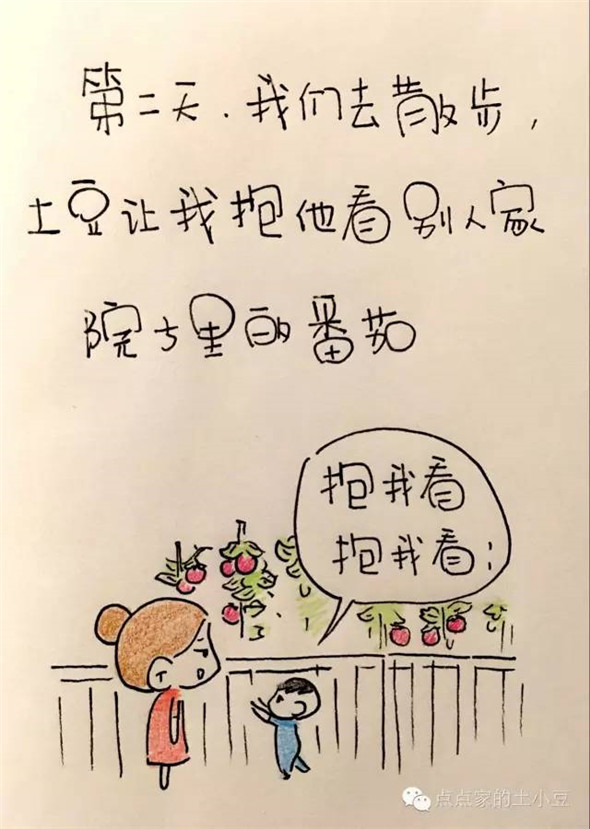 第二天.我们去散步,
土豆让我抱他看别人家
院子里的番茄
抱我看
抱我看;
点点家的土小豆